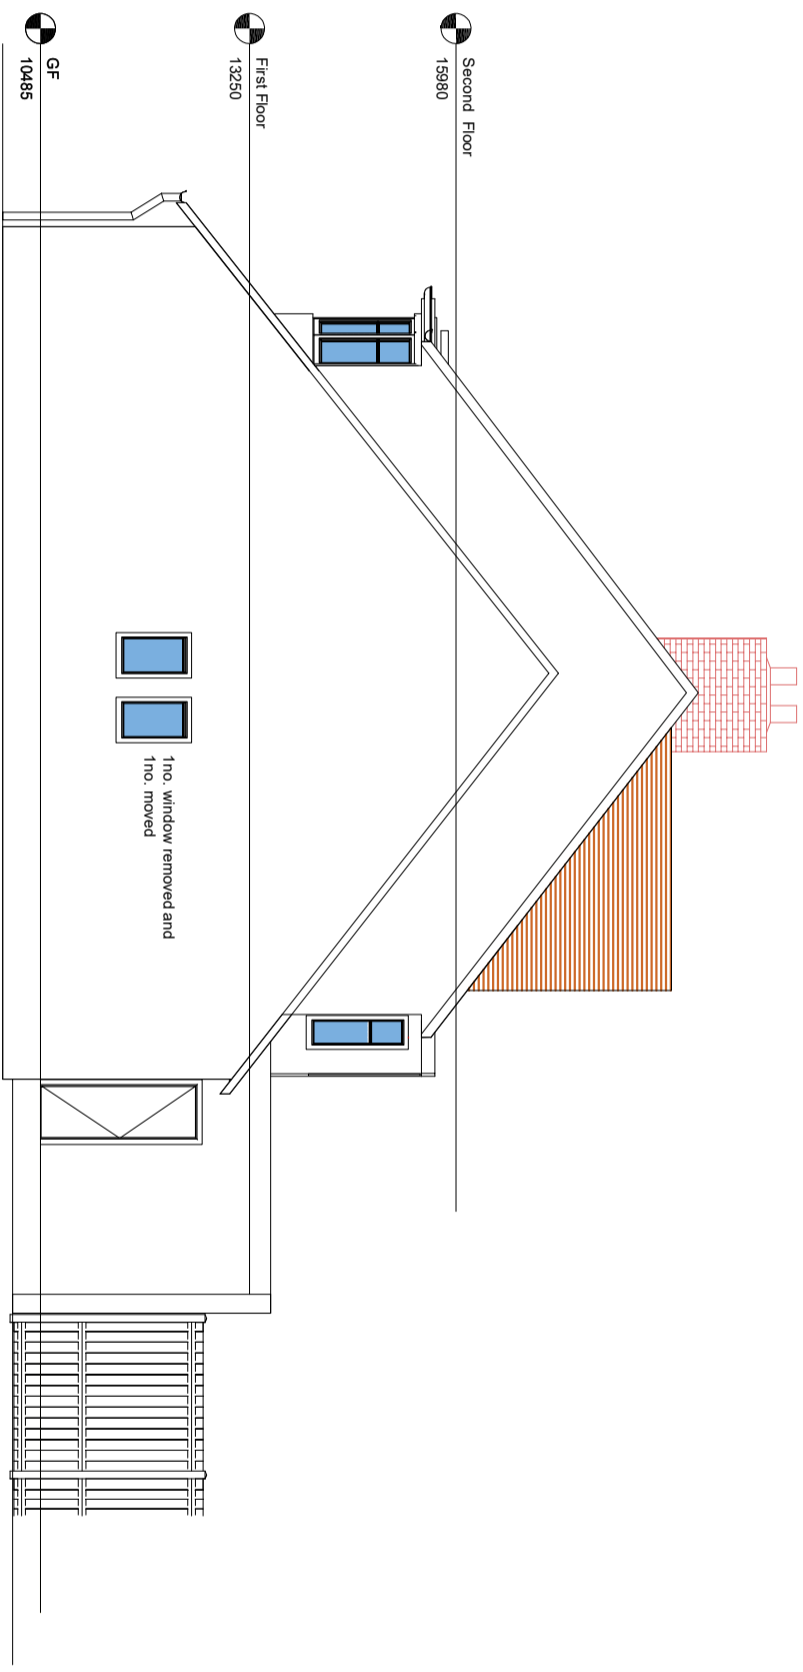 Second Floor
15980
First Floor
13250
GF
10485
1no. window removed and
1no. moved